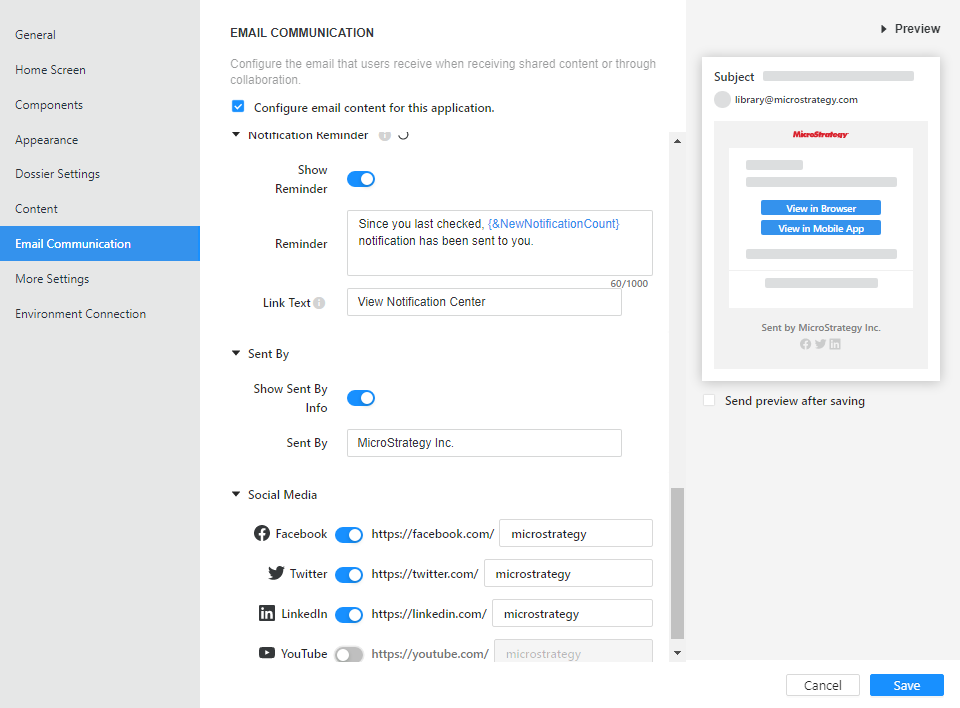 General
Home Screen
Components
Appearance
Dossier Settings
Content
Email Communication
More Settings
Environment Connection
EMAIL COMMUNICATION
Configure the email that users receive when receiving shared content or through
collaboration.
Configure email content for this application.
Notification Reminder
Show
Reminder
Reminder
Since you last checked, {&NewNotificationCount}
notification has been sent to you.
60/1000
Link Text
View Notification Center
Sent By
Show Sent By
Info
Sent By
MicroStrategy Inc.
Social Media
Facebook
https://facebook.com/
microstrategy
Twitter
https://twitter.com/
microstrategy
LinkedIn
https://linkedin.com/
microstrategy
YouTube
https://youtube.com/
microstrategy
Preview
Subject
library@microstrategy.com
MicroStrategy
View in Browser
View in Mobile App
Sent by MicroStrategy Inc.
Send preview after saving
Cancel
Save